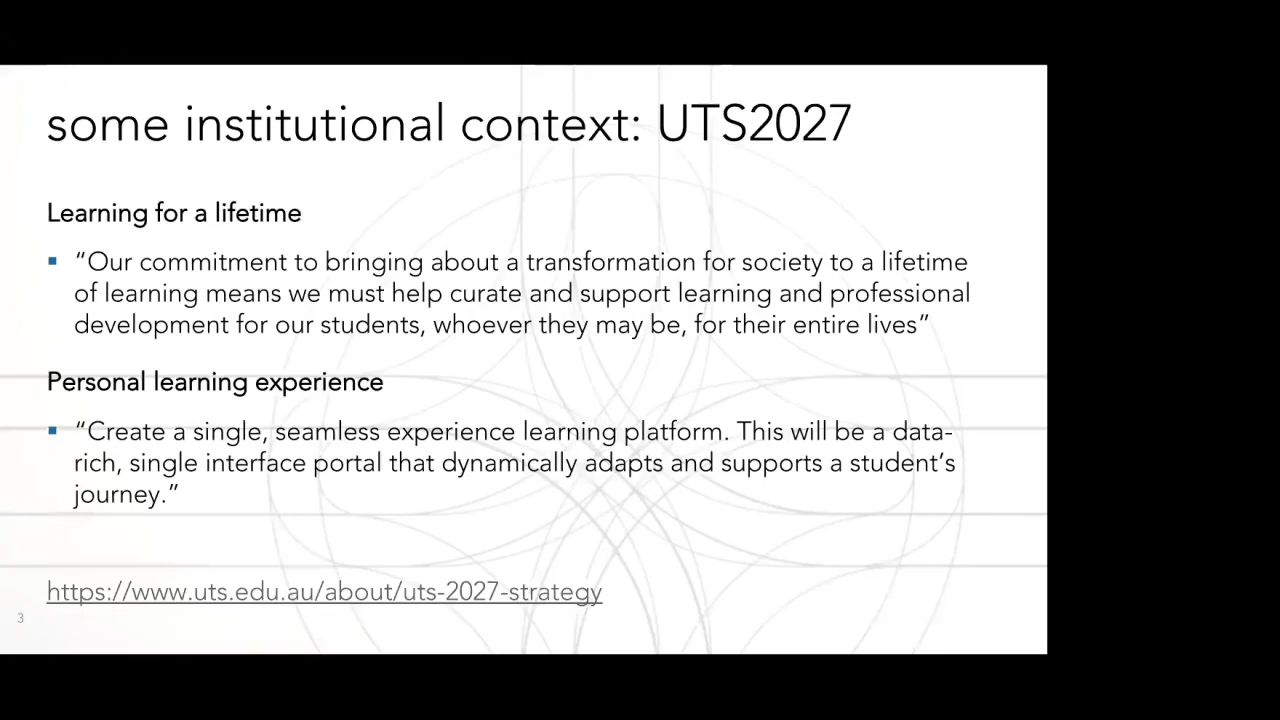 some institutional context: UTS2027
Learning for a lifetime
▪ “Our commitment to bringing about a transformation for society to a lifetime
of learning means we must help curate and support learning and professional
development for our students, whoever they may be, for their entire lives”
Personal learning experience
▪ “Create a single, seamless experience learning platform. This will be a data-
rich, single interface portal that dynamically adapts and supports a student’s
journey.”
https://www.uts.edu.au/about/uts-2027-strategy
3